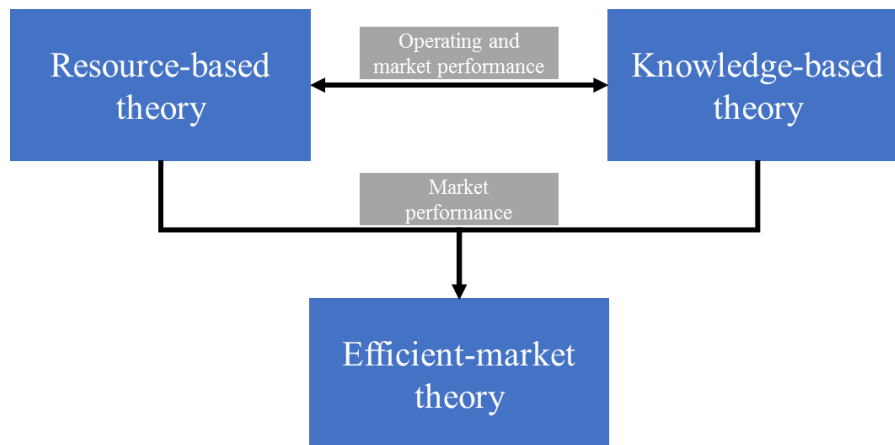 Resource-based
theory
Operating and
market performance
Knowledge-based
theory
Market
performance
Efficient-market
theory